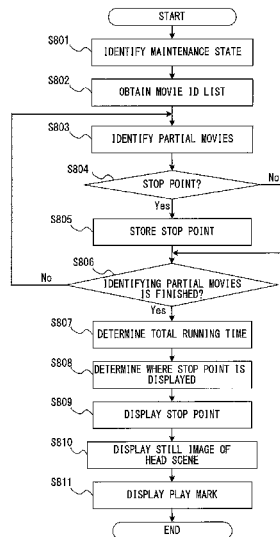 START
S801
IDENTIFY MAINTENANCE STATE
S802
OBTAIN MOVIE ID LIST
S803
IDENTIFY PARTIAL MOVIES
S804
STOP POINT?
No
Yes
S805
STORE STOP POINT
S806
IDENTIFYING PARTIAL MOVIES
IS FINISHED?
No
Yes
S807
DETERMINE TOTAL RUNNING TIME
S808
DETERMINE WHERE STOP POINT IS
DISPLAYED
S809
DISPLAY STOP POINT
S810
DISPLAY STILL IMAGE OF
HEAD SCENE
S811
DISPLAY PLAY MARK
END